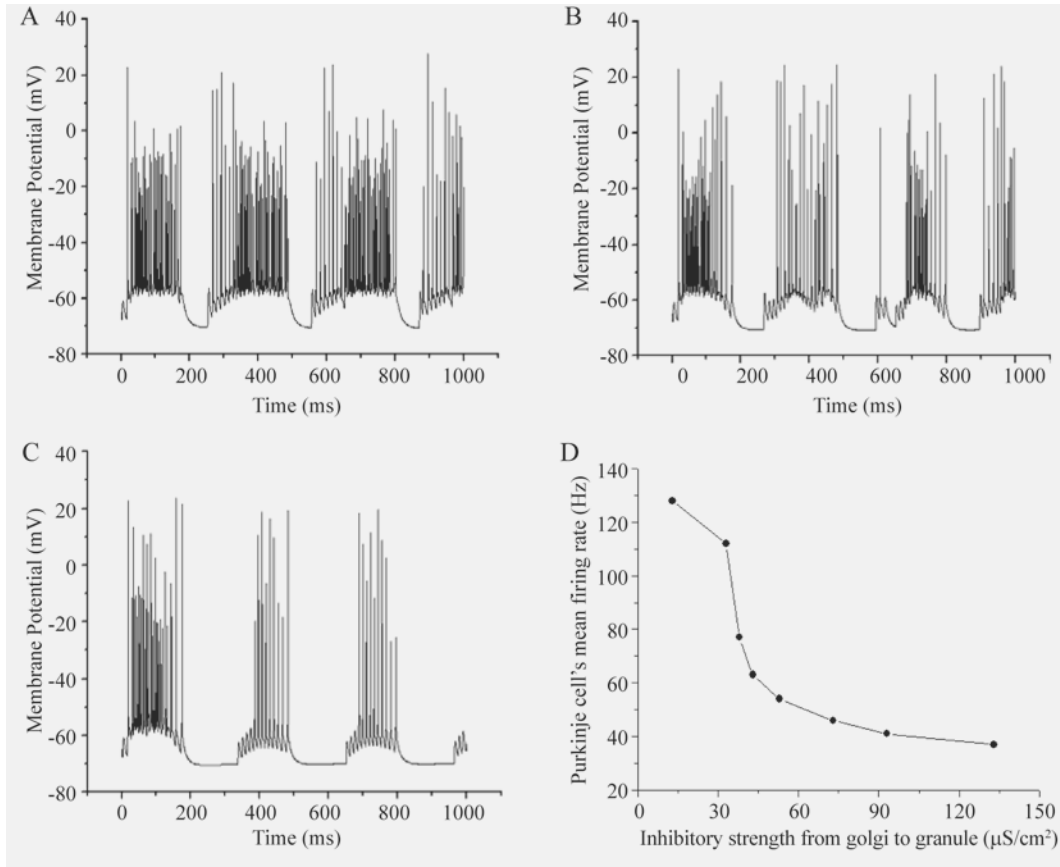 A
Membrane Potential (mV)
40
20
0
-20
-40
-60
-80
0 200 400 600 800 1000
Time (ms)
B
Membrane Potential (mV)
40
20
0
-20
-40
-60
-80
0 200 400 600 800 1000
Time (ms)
C
Membrane Potential (mV)
40
20
0
-20
-40
-60
-80
0 200 400 600 800 1000
Time (ms)
D
Purkinje cell's mean firing rate (Hz)
140
120
100
80
60
40
20
0 30 60 90 120 150
Inhibitory strength from golgi to granule (μS/cm²)